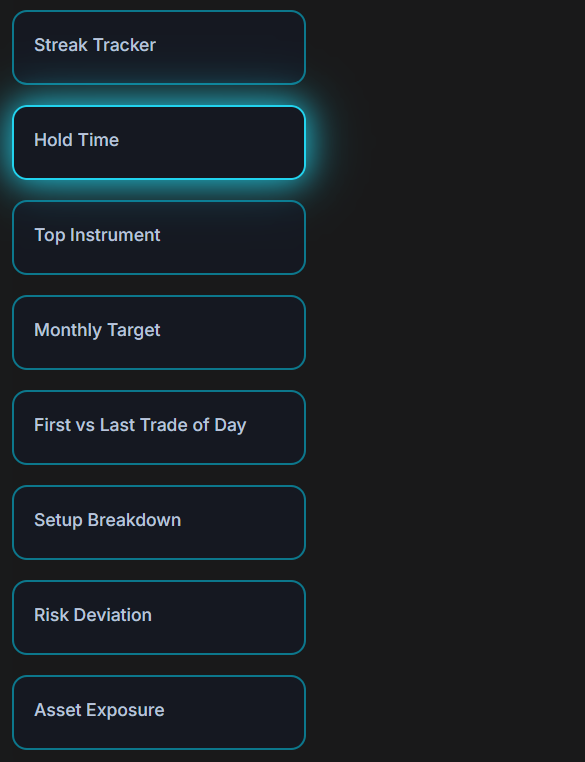 Streak Tracker
Hold Time
Top Instrument
Monthly Target
First vs Last Trade of Day
Setup Breakdown
Risk Deviation
Asset Exposure